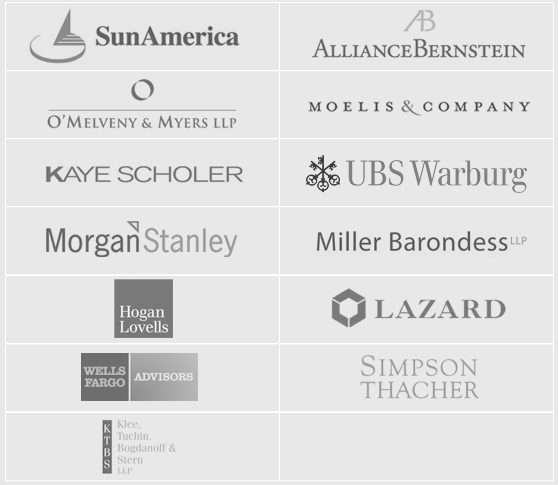 SunAmerica
AB
ALLIANCEBERNSTEIN
O'MELVENY & MYERS LLP
MOELIS & COMPANY
KAYE SCHOLER
UBS Warburg
Morgan Stanley
Miller Barondess LLP
Hogan
Lovells
LAZARD
WELLS
FARGO
ADVISORS
SIMPSON
THACHER
KTBS
Klee,
Tuchin,
Bogdanoff &
Stern
LLP